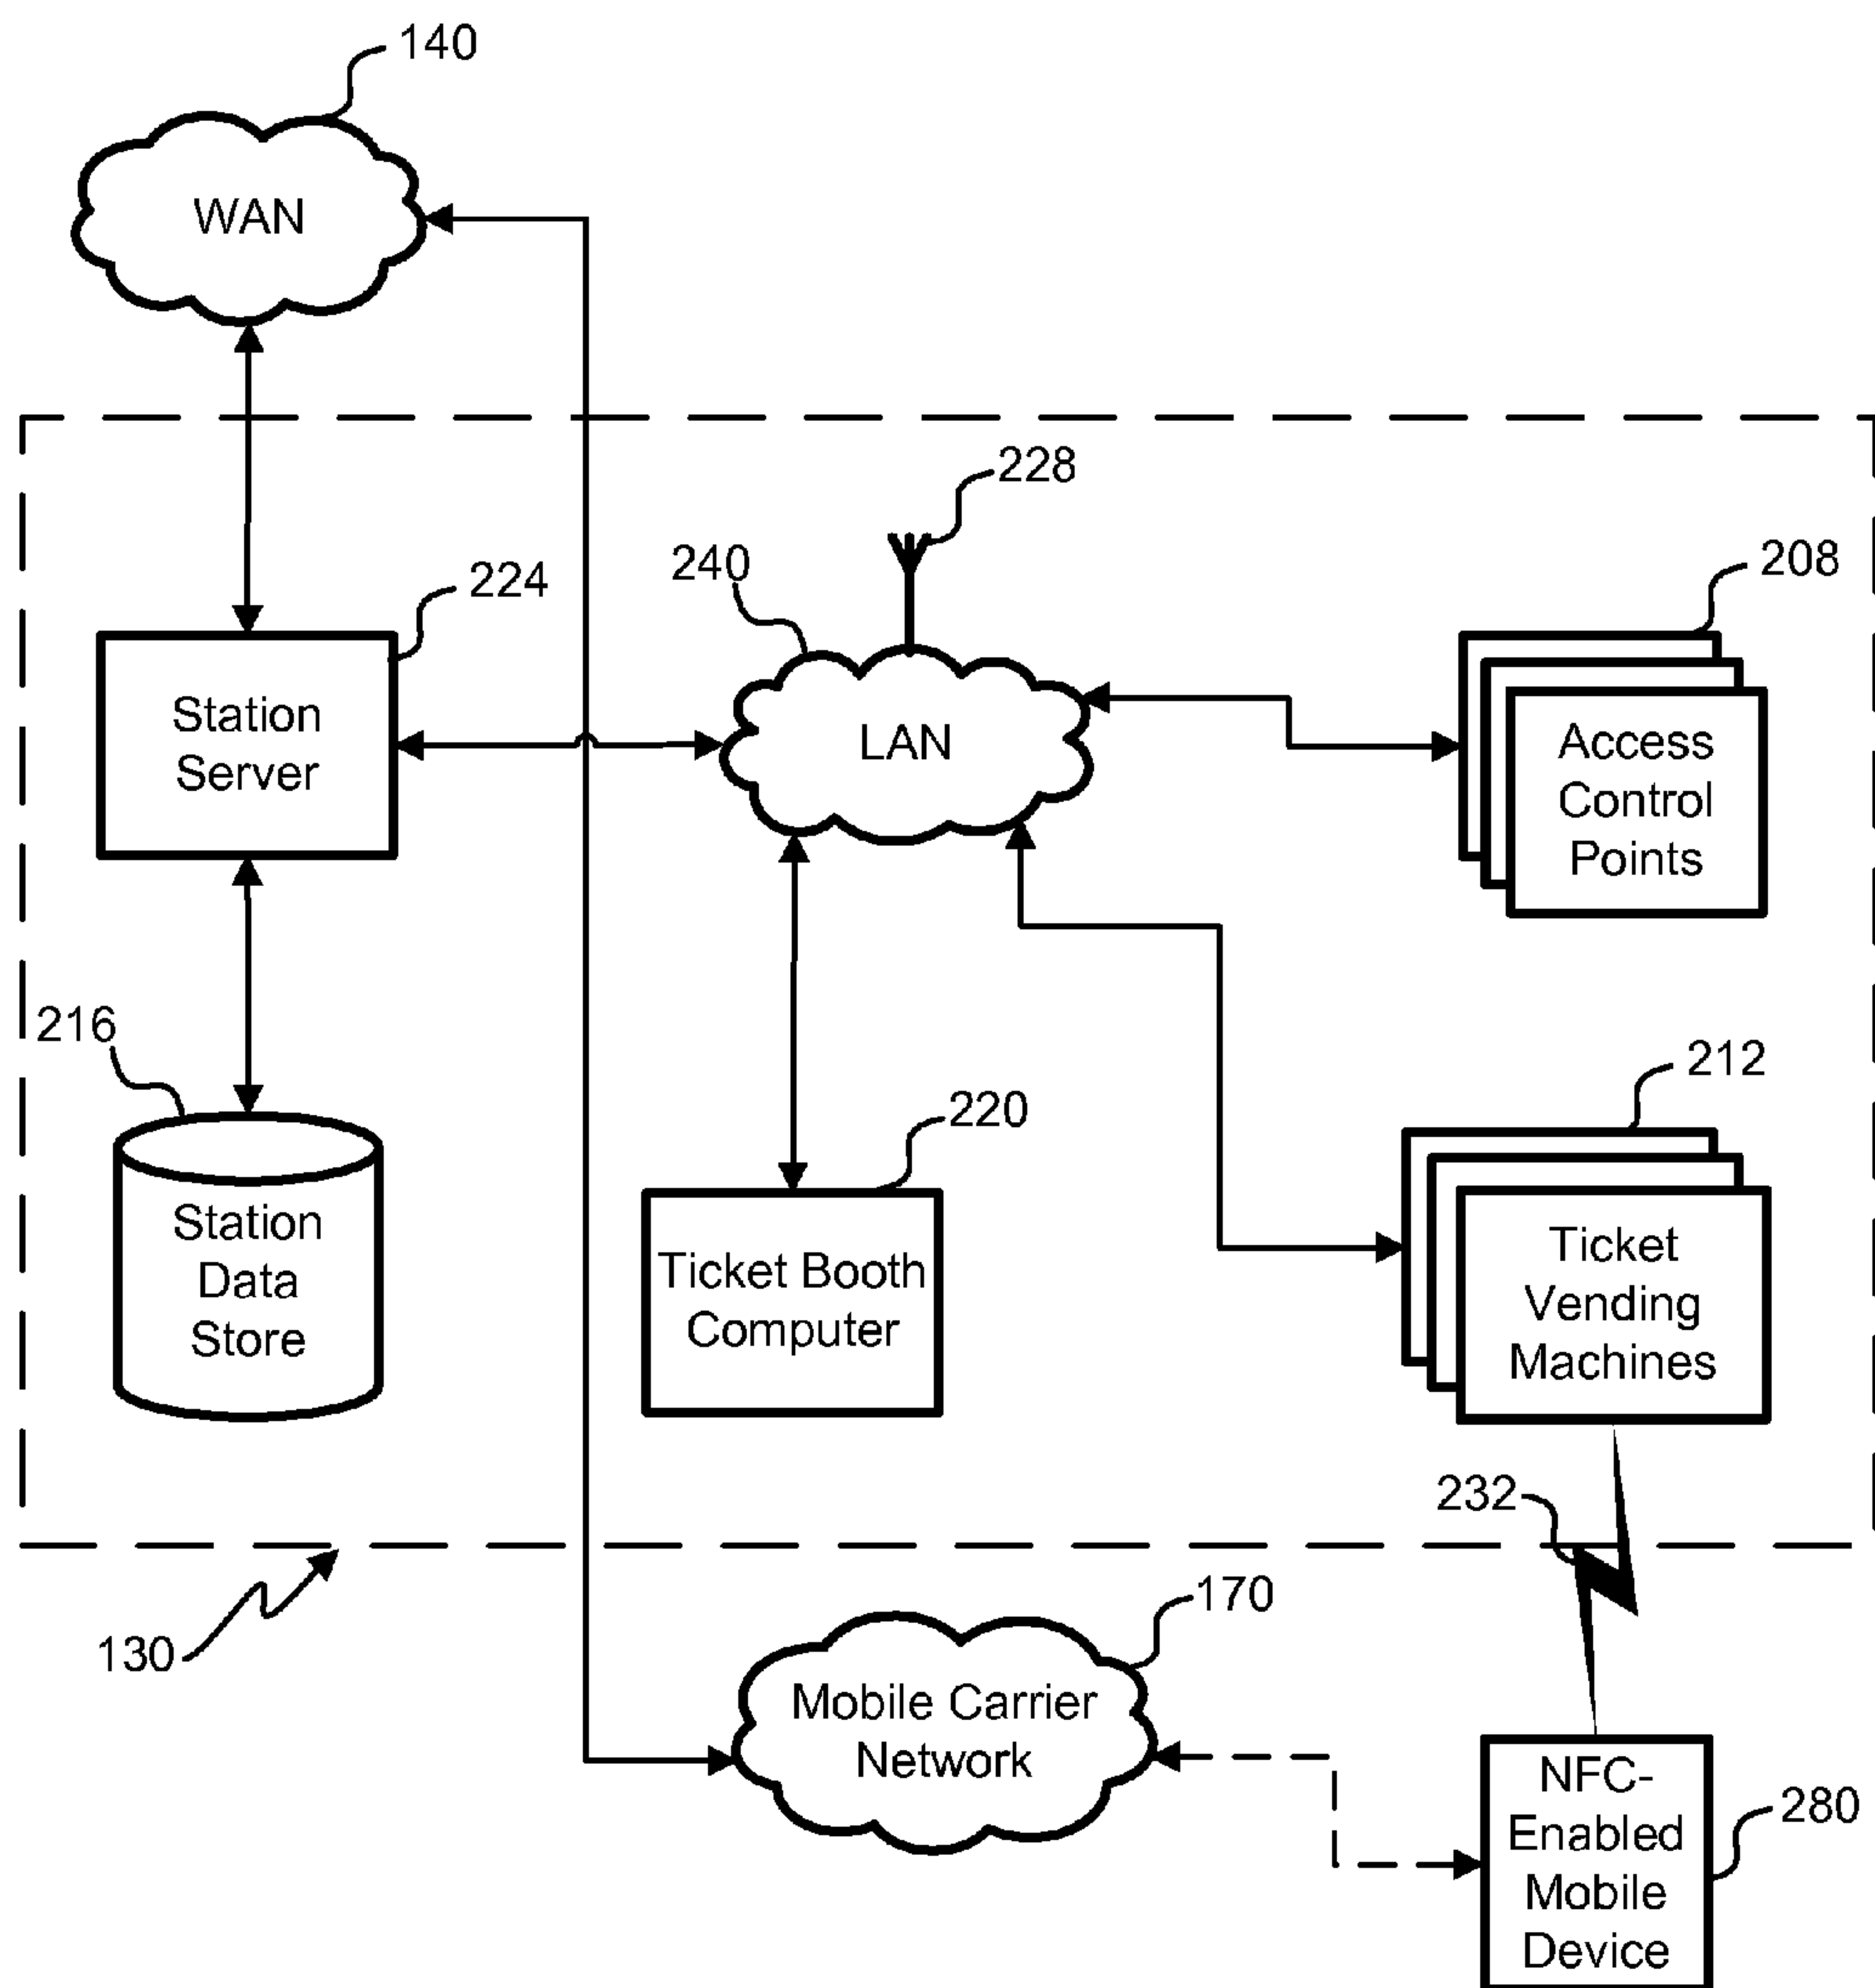 140
WAN
228
240
208
224
Station
Server
LAN
Access
Control
Points
216
212
220
Station
Data
Store
Ticket Booth
Computer
Ticket
Vending
Machines
232
130
170
Mobile Carrier
Network
NFC-
Enabled
Mobile
Device
280